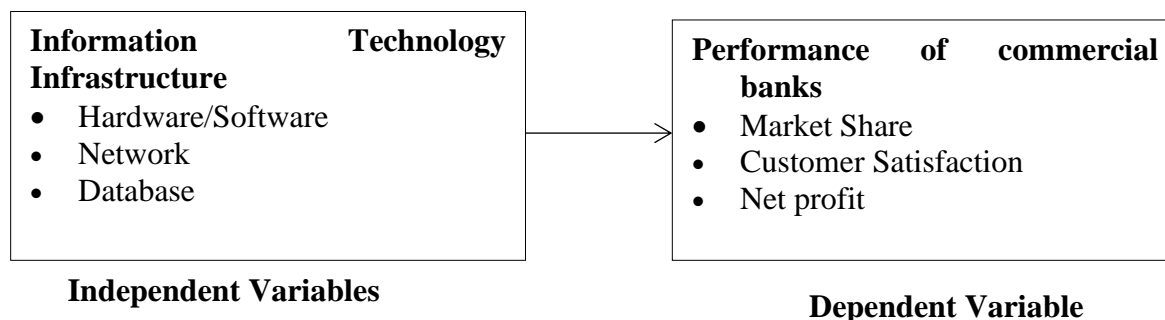 Information Technology
Infrastructure
• Hardware/Software
• Network
• Database
Independent Variables
Performance of commercial
banks
• Market Share
• Customer Satisfaction
• Net profit
Dependent Variable